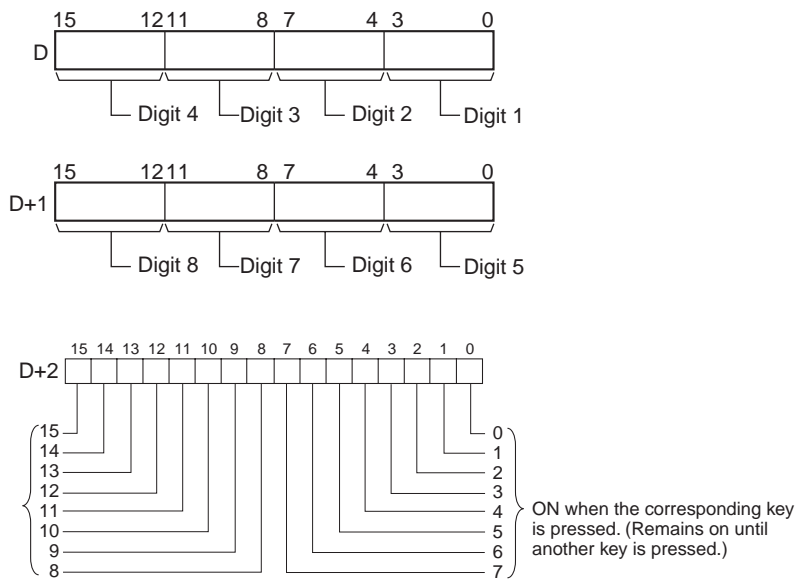 15 12 11 8 7 4 3 0
D
Digit 4 Digit 3 Digit 2 Digit 1
15 12 11 8 7 4 3 0
D+1
Digit 8 Digit 7 Digit 6 Digit 5
15 14 13 12 11 10 9 8 7 6 5 4 3 2 1 0
D+2
15 0
14 1
13 2
12 3
11 4
10 5
9 6
8 7
ON when the corresponding key
is pressed. (Remains on until
another key is pressed.)